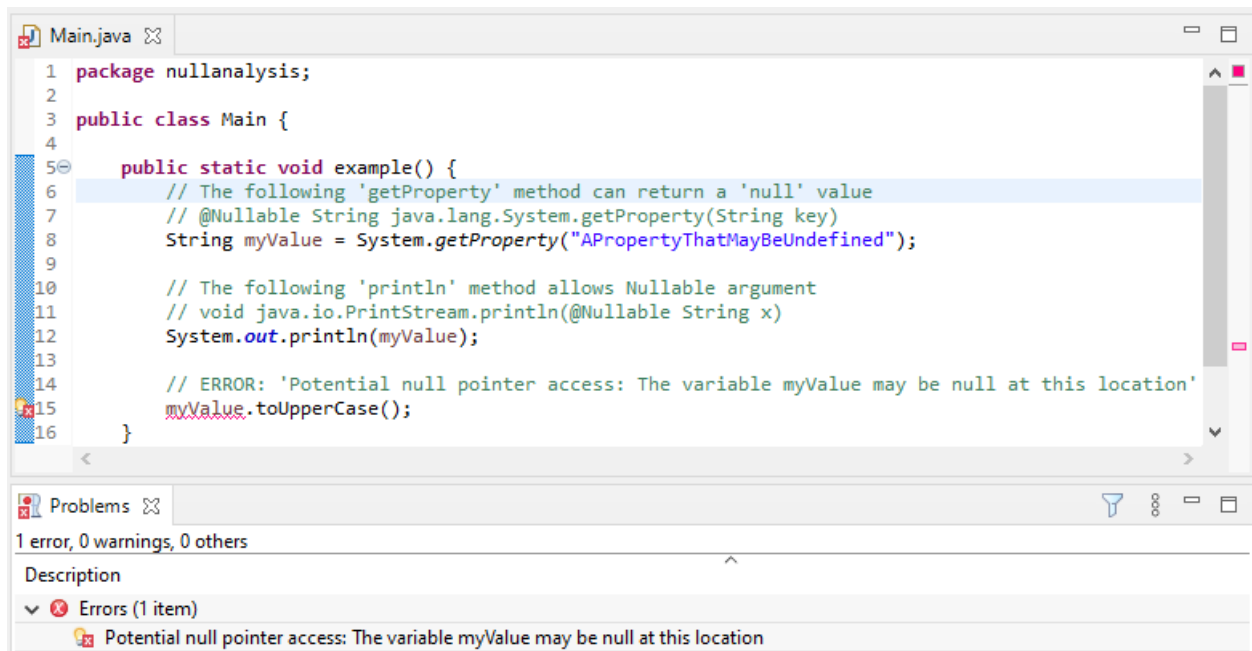 Main.java
1 package nullanalysis;
2
3 public class Main {
4
5 public static void example() {
6 // The following 'getProperty' method can return a 'null' value
7 // @Nullable String java.lang.System.getProperty(String key)
8 String myValue = System.getProperty("APropertyThatMayBeUndefined");
9
10 // The following 'println' method allows Nullable argument
11 // void java.io.PrintStream.println(@Nullable String x)
12 System.out.println(myValue);
13
14 // ERROR: 'Potential null pointer access: The variable myValue may be null at this location'
15 myValue.toUpperCase();
16 }
Problems
1 error, 0 warnings, 0 others
Description
Errors (1 item)
Potential null pointer access: The variable myValue may be null at this location